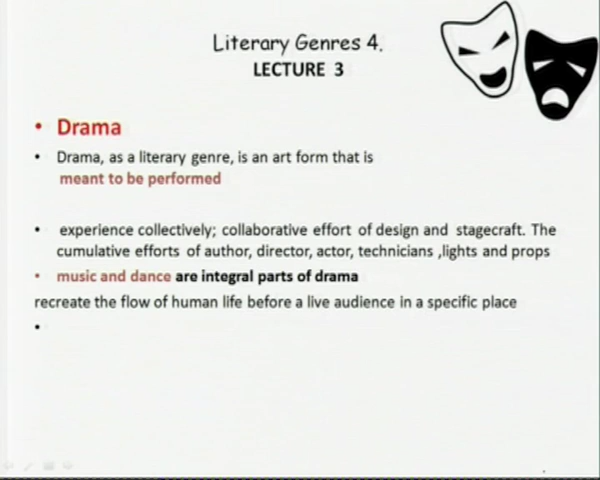 Literary Genres 4.
LECTURE 3
• Drama
• Drama, as a literary genre, is an art form that is
meant to be performed
• experience collectively; collaborative effort of design and stagecraft. The
cumulative efforts of author, director, actor, technicians ,lights and props
• music and dance are integral parts of drama
recreate the flow of human life before a live audience in a specific place
•